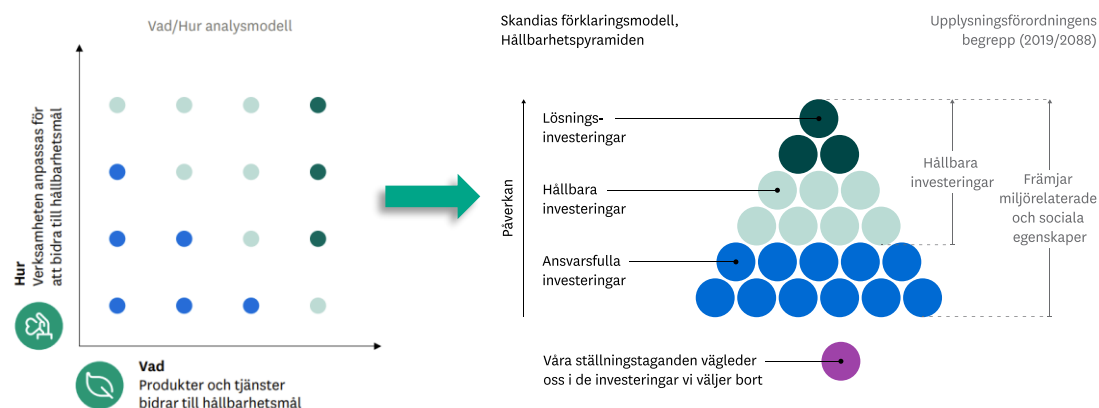 Vad/Hur analysmodell
Hur
Verksamheten anpassas för
att bidra till hållbarhetsmål
Vad
Produkter och tjänster
bidrar till hållbarhetsmål
Skandias förklaringsmodell,
Hållbarhetspyramiden
Upplysningsförordningens
begrepp (2019/2088)
Påverkan
Lösnings-
investeringar
Hållbara
investeringar
Ansvarsfulla
investeringar
Hållbara
investeringar
Främjar
miljörelaterade
och sociala
egenskaper
Våra ställningstaganden vägleder
oss i de investeringar vi väljer bort